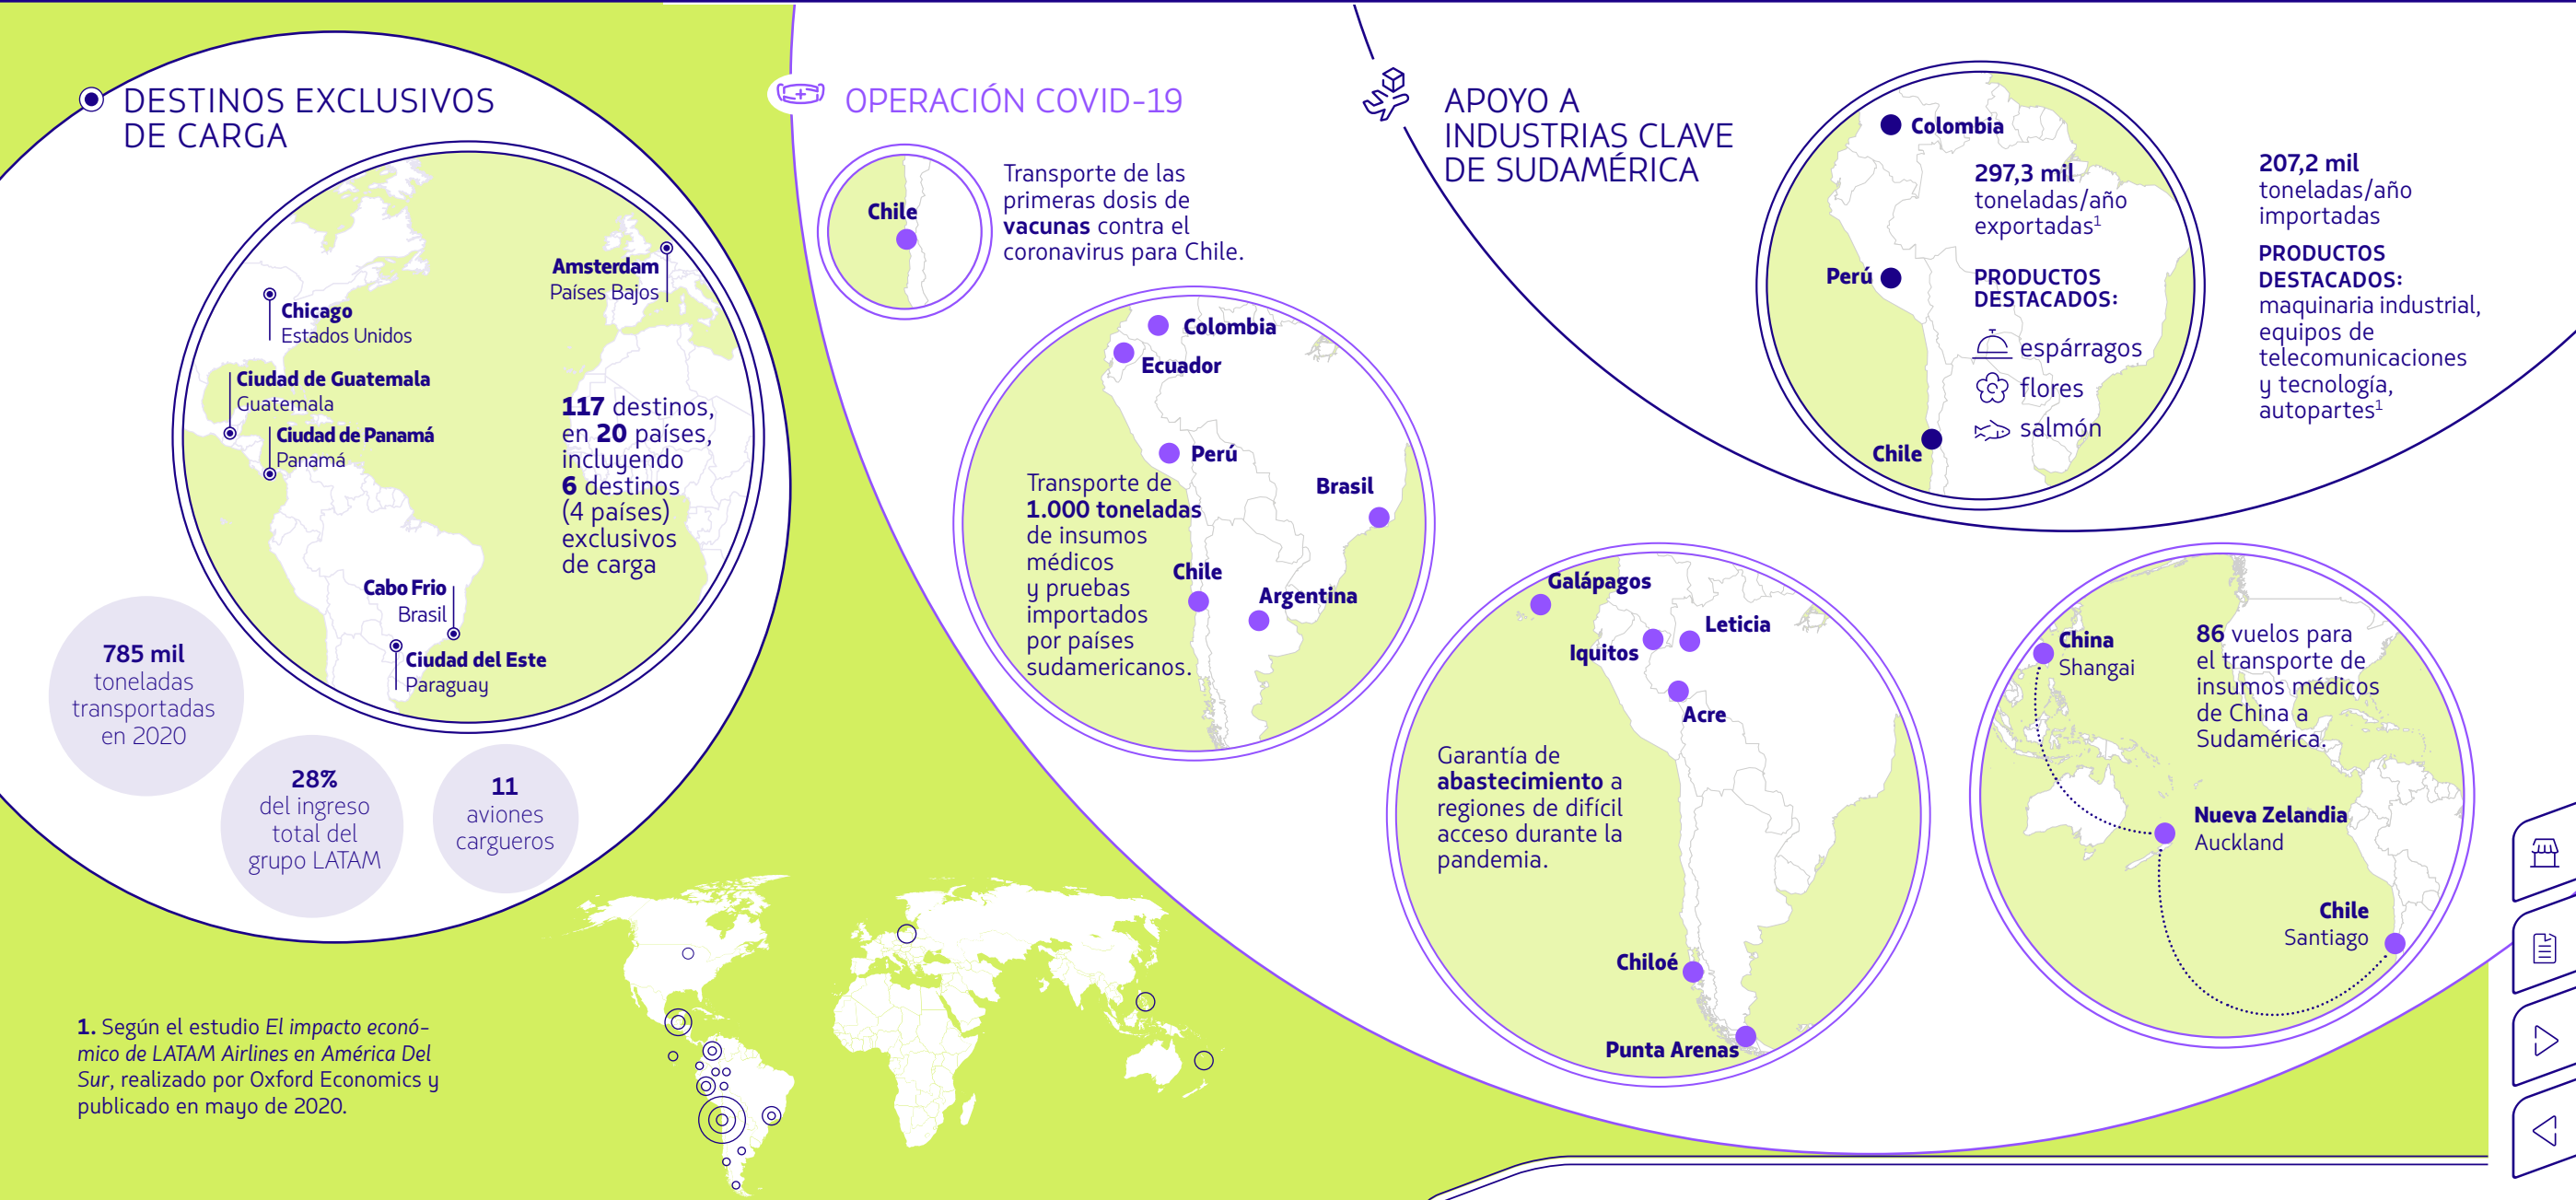 DESTINOS EXCLUSIVOS
DE CARGA
Amsterdam
Países Bajos
Chicago
Estados Unidos
Ciudad de Guatemala
Guatemala
Ciudad de Panamá
Panamá
117 destinos,
en 20 países,
incluyendo
6 destinos
(4 países)
exclusivos
de carga
Cabo Frio
Brasil
Ciudad del Este
Paraguay
785 mil
toneladas
transportadas
en 2020
28%
del ingreso
total del
grupo LATAM
11
aviones
cargueros
1. Según el estudio El impacto econó-
mico de LATAM Airlines en América Del
Sur, realizado por Oxford Economics y
publicado en mayo de 2020.
OPERACIÓN COVID-19
Chile
Transporte de las
primeras dosis de
vacunas contra el
coronavirus para Chile.
Colombia
Ecuador
Perú
Brasil
Chile
Argentina
Transporte de
1.000 toneladas
de insumos
médicos
y pruebas
importados
por países
sudamericanos.
Galápagos
Leticia
Iquitos
Acre
Garantía de
abastecimiento a
regiones de difícil
acceso durante la
pandemia.
Chiloé
Punta Arenas
China
Shangai
86 vuelos para
el transporte de
insumos médicos
de China a
Sudamérica.
Nueva Zelandia
Auckland
Chile
Santiago
APOYO A
INDUSTRIAS CLAVE
DE SUDAMÉRICA
Colombia
Perú
Chile
297,3 mil
toneladas/año
exportadas1
PRODUCTOS
DESTACADOS:
espárragos
flores
salmón
207,2 mil
toneladas/año
importadas
PRODUCTOS
DESTACADOS:
maquinaria industrial,
equipos de
telecomunicaciones
y tecnología,
autopartes1